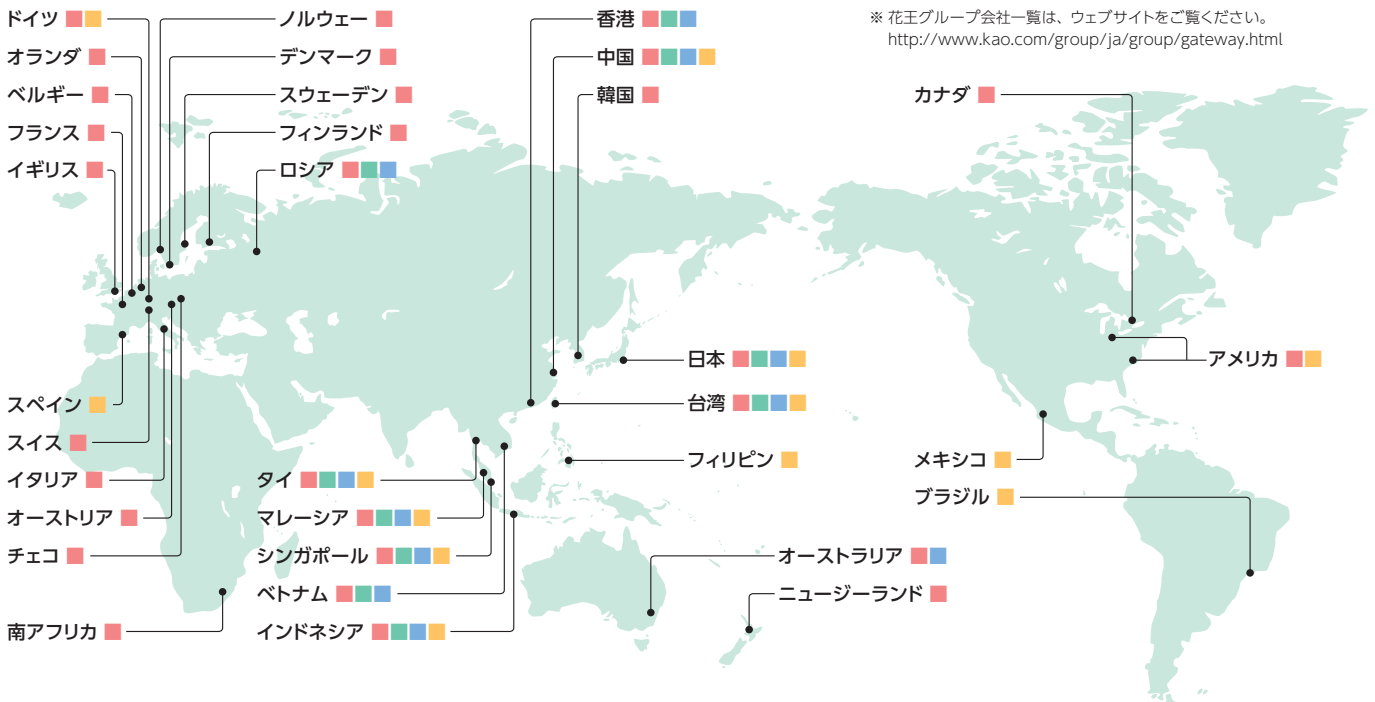 ドイツ
オランダ
ベルギー
フランス
イギリス
ノルウェー
デンマーク
スウェーデン
フィンランド
ロシア
香港
中国
韓国
※ 花王グループ会社一覧は、ウェブサイトをご覧ください。
http://www.kao.com/group/ja/group/gateway.html
カナダ
日本
台湾
フィリピン
アメリカ
メキシコ
ブラジル
スペイン
スイス
イタリア
オーストリア
チェコ
南アフリカ
タイ
マレーシア
シンガポール
ベトナム
インドネシア
オーストラリア
ニュージーランド